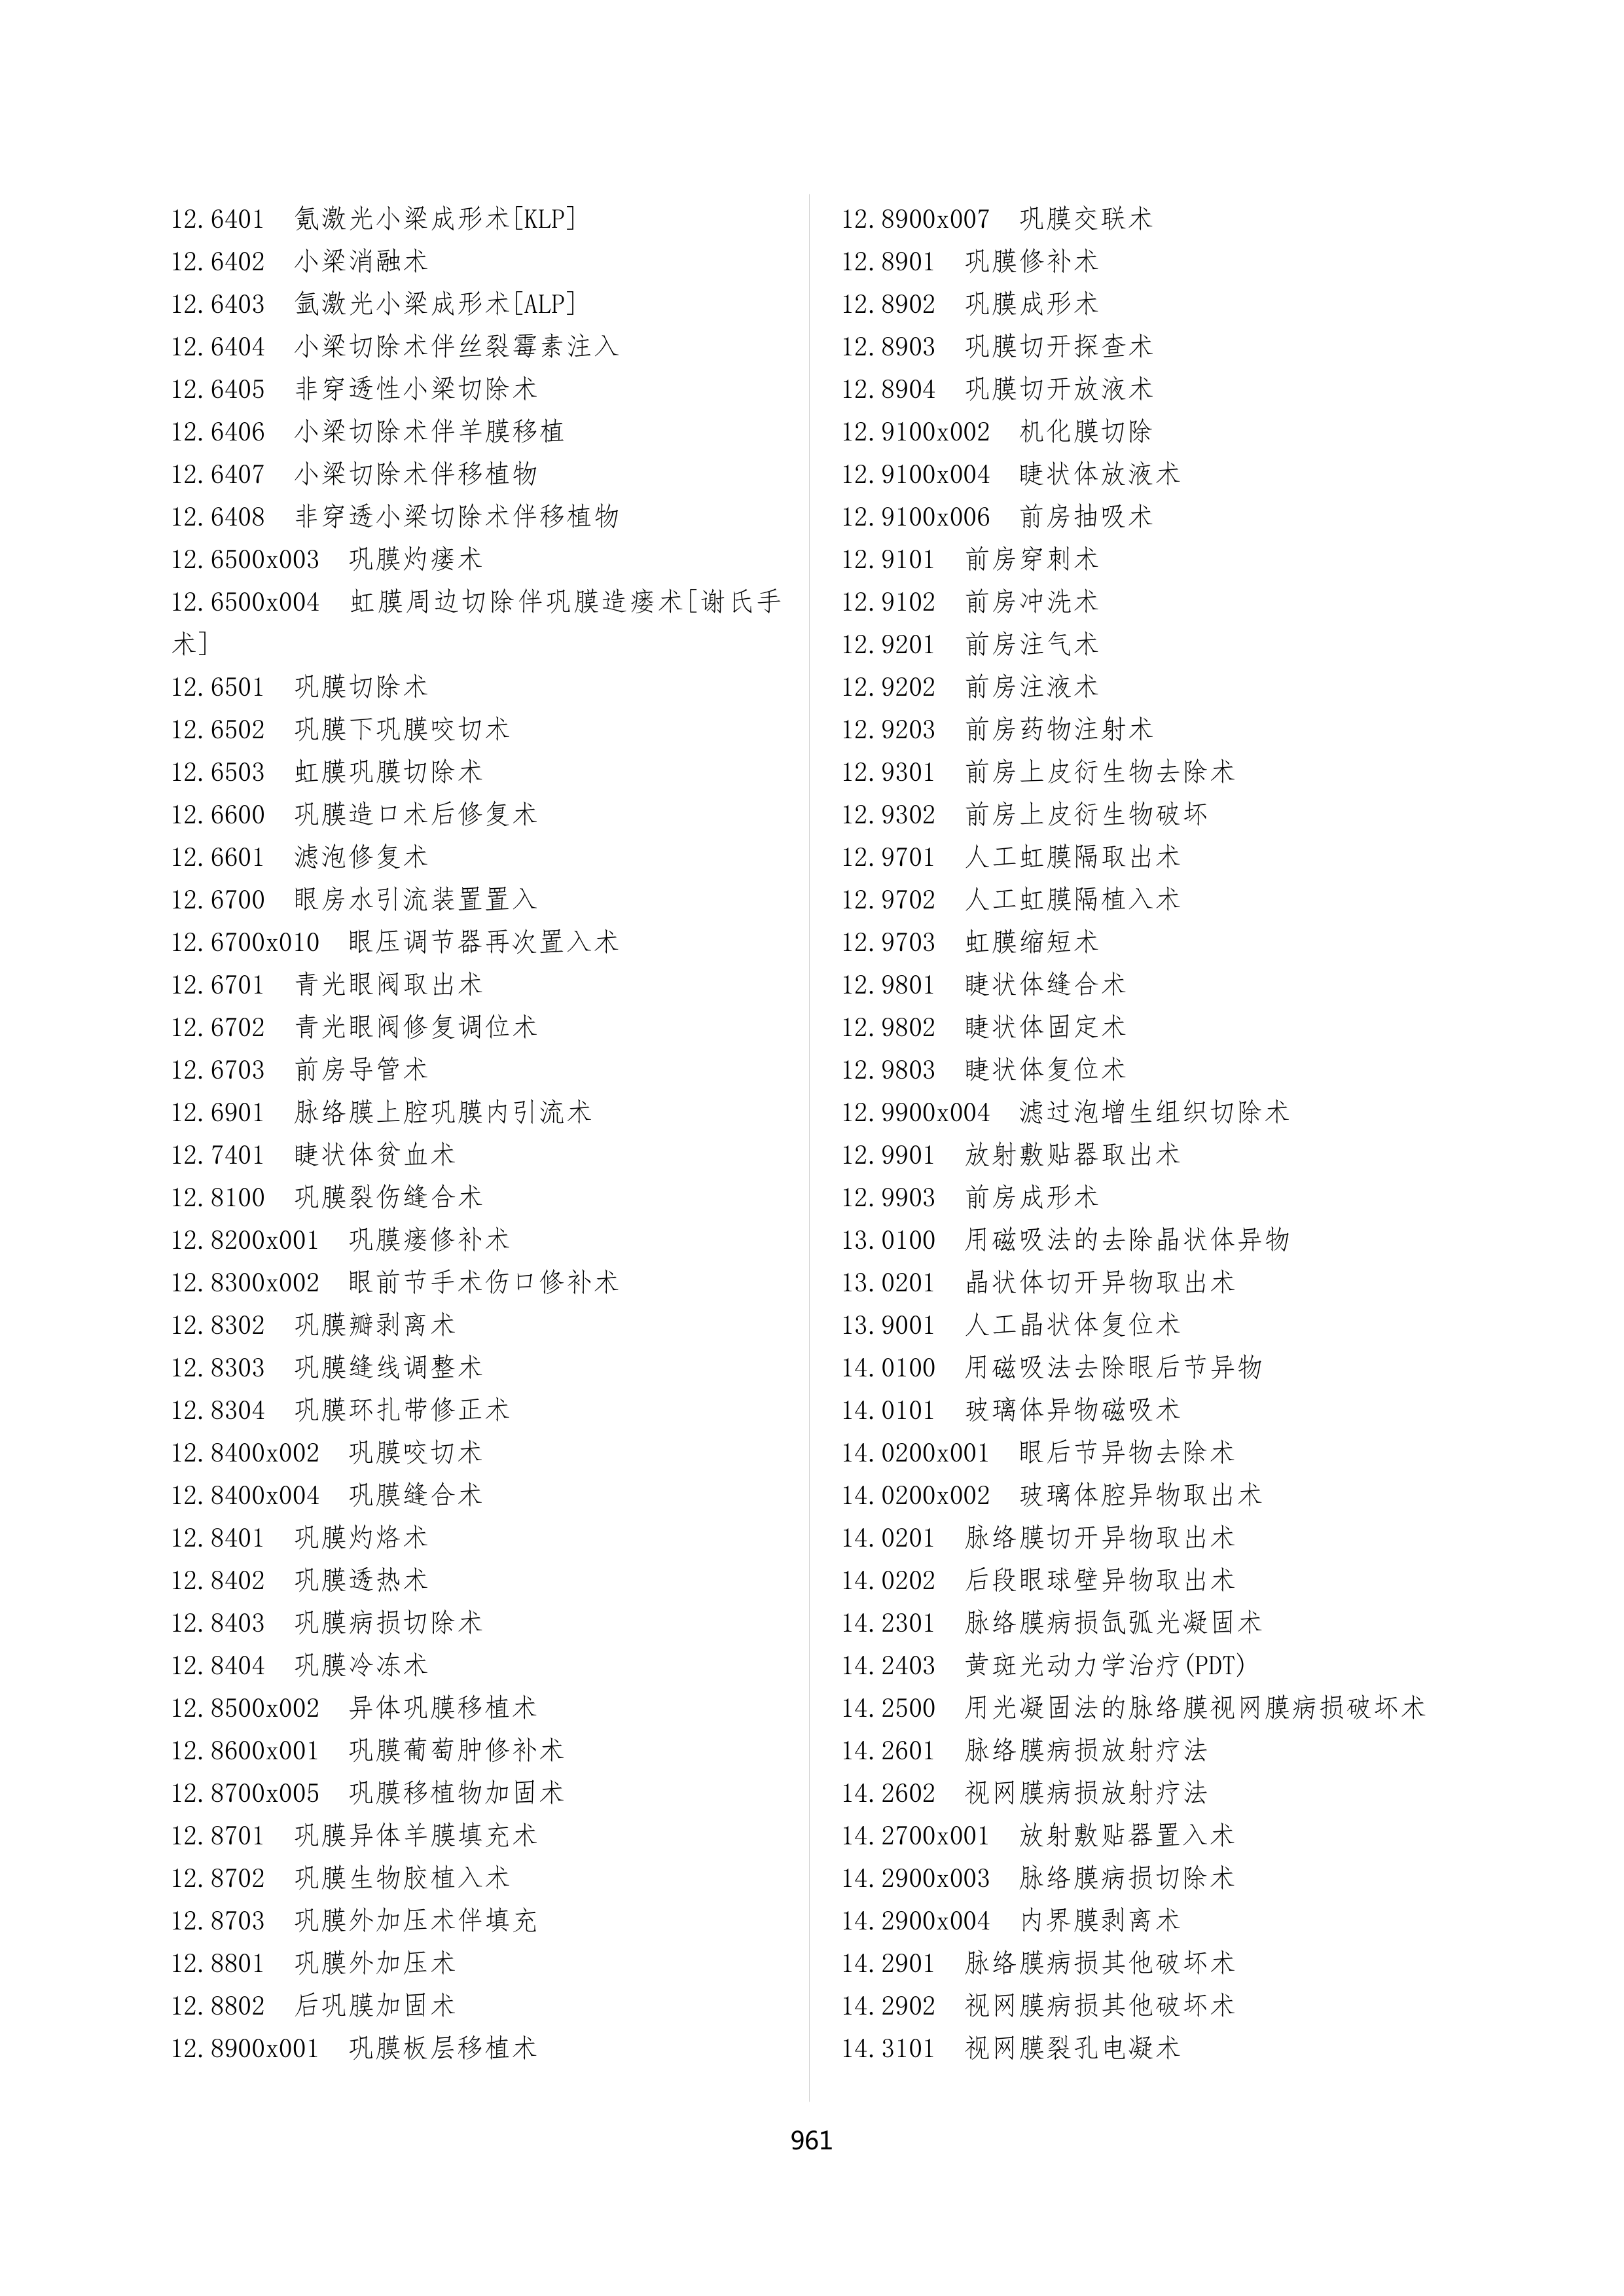 12.6401  氪激光小梁成形术[KLP]
12.6402  小梁消融术
12.6403  氩激光小梁成形术[ALP]
12.6404  小梁切除术伴丝裂霉素注入
12.6405  非穿透性小梁切除术
12.6406  小梁切除术伴羊膜移植
12.6407  小梁切除术伴移植物
12.6408  非穿透小梁切除术伴移植物
12.6500x003  巩膜灼瘘术
12.6500x004  虹膜周边切除伴巩膜造瘘术[谢氏手
术]
12.6501  巩膜切除术
12.6502  巩膜下巩膜咬切术
12.6503  虹膜巩膜切除术
12.6600  巩膜造口术后修复术
12.6601  滤泡修复术
12.6700  眼房水引流装置置入
12.6700x010  眼压调节器再次置入术
12.6701  青光眼阀取出术
12.6702  青光眼阀修复调位术
12.6703  前房导管术
12.6901  脉络膜上腔巩膜内引流术
12.7401  睫状体贫血术
12.8100  巩膜裂伤缝合术
12.8200x001  巩膜瘘修补术
12.8300x002  眼前节手术伤口修补术
12.8302  巩膜瓣剥离术
12.8303  巩膜缝线调整术
12.8304  巩膜环扎带修正术
12.8400x002  巩膜咬切术
12.8400x004  巩膜缝合术
12.8401  巩膜灼烙术
12.8402  巩膜透热术
12.8403  巩膜病损切除术
12.8404  巩膜冷冻术
12.8500x002  异体巩膜移植术
12.8600x001  巩膜葡萄肿修补术
12.8700x005  巩膜移植物加固术
12.8701  巩膜异体羊膜填充术
12.8702  巩膜生物胶植入术
12.8703  巩膜外加压术伴填充
12.8801  巩膜外加压术
12.8802  后巩膜加固术
12.8900x001  巩膜板层移植术
12.8900x007  巩膜交联术
12.8901  巩膜修补术
12.8902  巩膜成形术
12.8903  巩膜切开探查术
12.8904  巩膜切开放液术
12.9100x002  机化膜切除
12.9100x004  睫状体放液术
12.9100x006  前房抽吸术
12.9101  前房穿刺术
12.9102  前房冲洗术
12.9201  前房注气术
12.9202  前房注液术
12.9203  前房药物注射术
12.9301  前房上皮衍生物去除术
12.9302  前房上皮衍生物破坏
12.9701  人工虹膜隔取出术
12.9702  人工虹膜隔植入术
12.9703  虹膜缩短术
12.9801  睫状体缝合术
12.9802  睫状体固定术
12.9803  睫状体复位术
12.9900x004  滤过泡增生组织切除术
12.9901  放射敷贴器取出术
12.9903  前房成形术
13.0100  用磁吸法的去除晶状体异物
13.0201  晶状体切开异物取出术
13.9001  人工晶状体复位术
14.0100  用磁吸法去除眼后节异物
14.0101  玻璃体异物磁吸术
14.0200x001  眼后节异物去除术
14.0200x002  玻璃体腔异物取出术
14.0201  脉络膜切开异物取出术
14.0202  后段眼球壁异物取出术
14.2301  脉络膜病损氙弧光凝固术
14.2403  黄斑光动力学治疗(PDT)
14.2500  用光凝固法的脉络膜视网膜病损破坏术
14.2601  脉络膜病损放射疗法
14.2602  视网膜病损放射疗法
14.2700x001  放射敷贴器置入术
14.2900x003  脉络膜病损切除术
14.2900x004  内界膜剥离术
14.2901  脉络膜病损其他破坏术
14.2902  视网膜病损其他破坏术
14.3101  视网膜裂孔电凝术
961